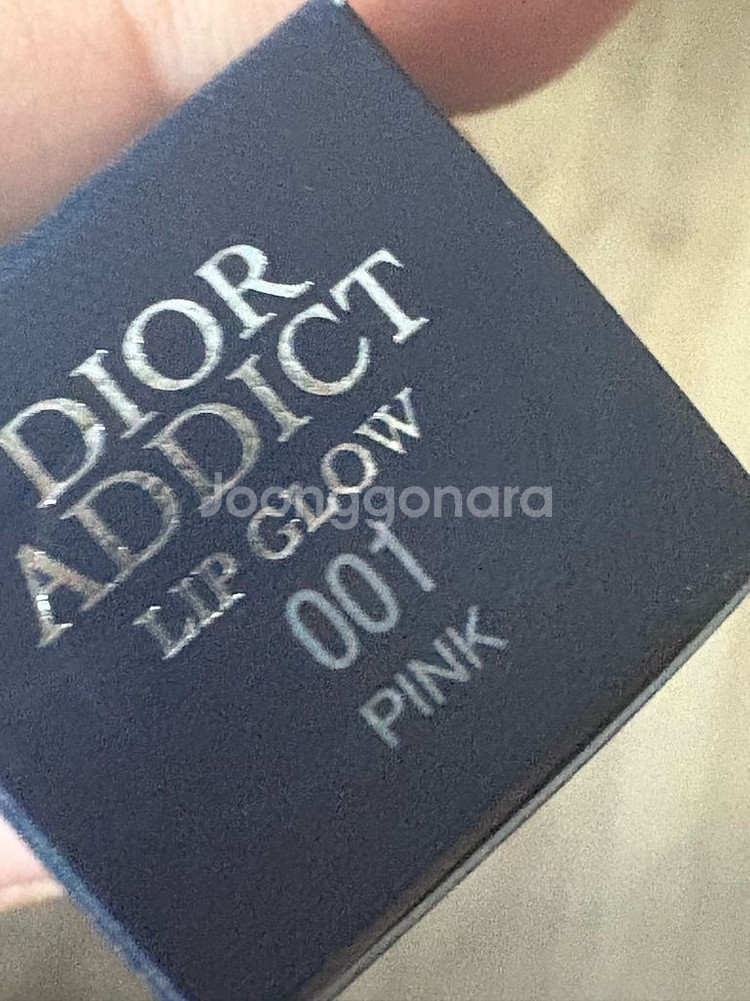 DIOR
ADDICT
LIP GLOW
001
PINK
Joonggonara